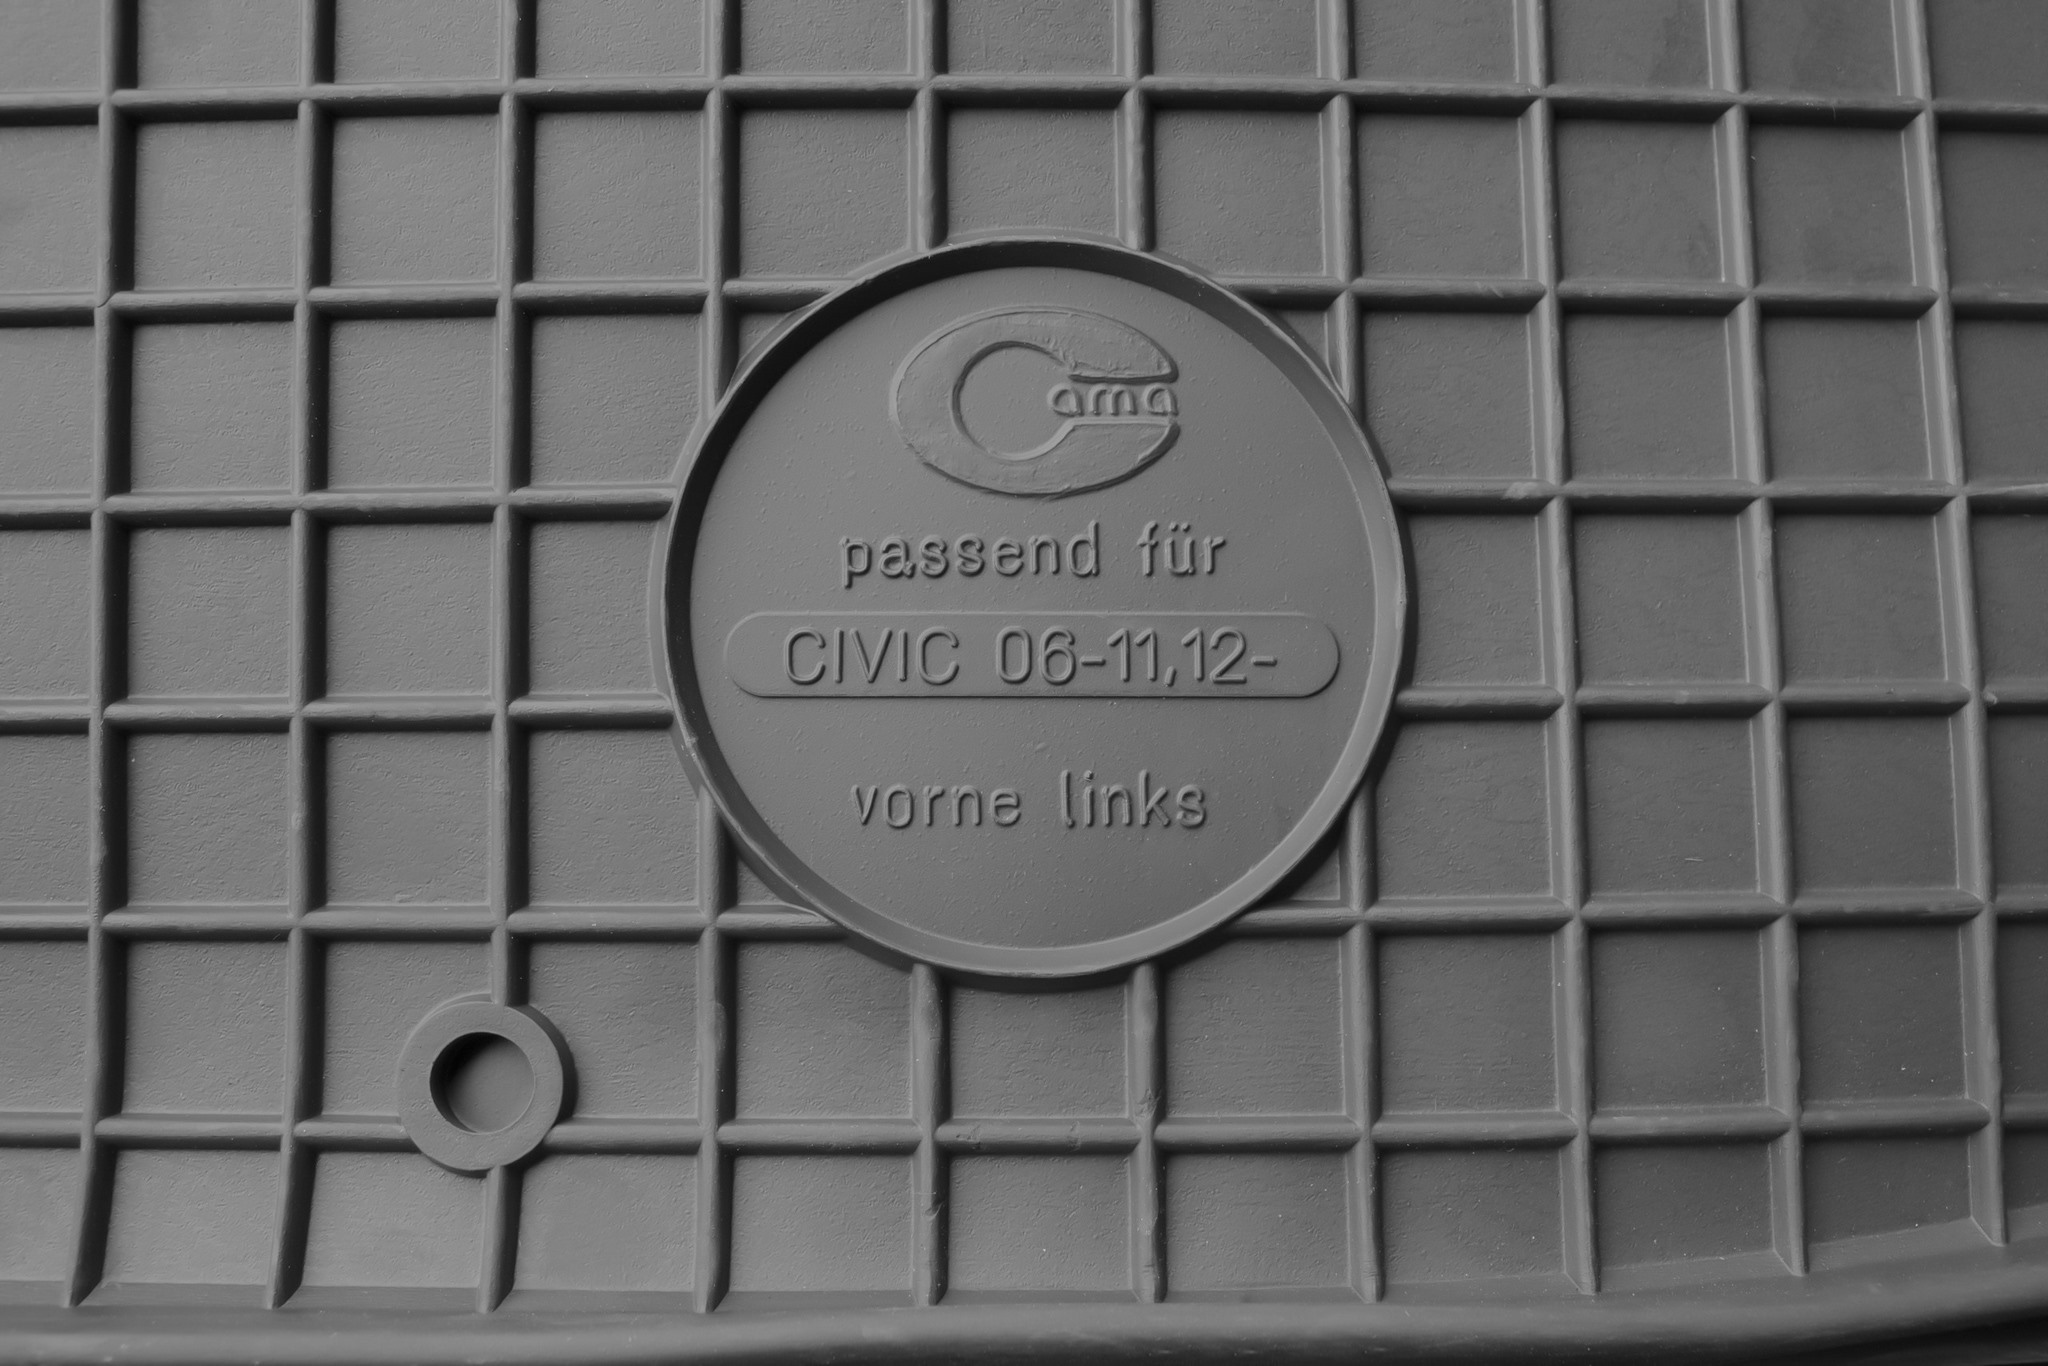 Gama
passend für
CIVIC 06-11,12-
vorne links